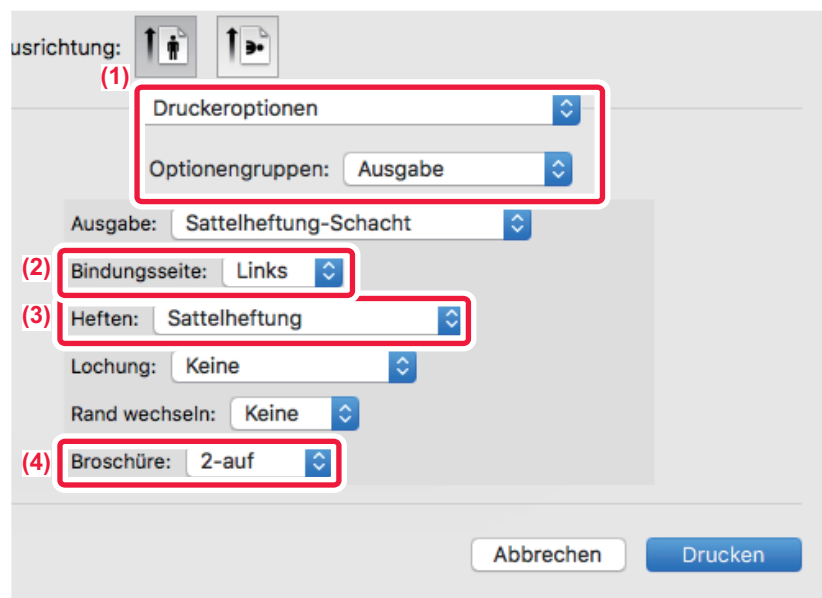 usrichtung:
(1)
Druckeroptionen
Optionengruppen: Ausgabe
Ausgabe: Sattelheftung-Schacht
(2) Bindungsseite: Links
(3) Heften: Sattelheftung
Lochung: Keine
Rand wechseln: Keine
(4) Broschüre: 2-auf
Abbrechen Drucken